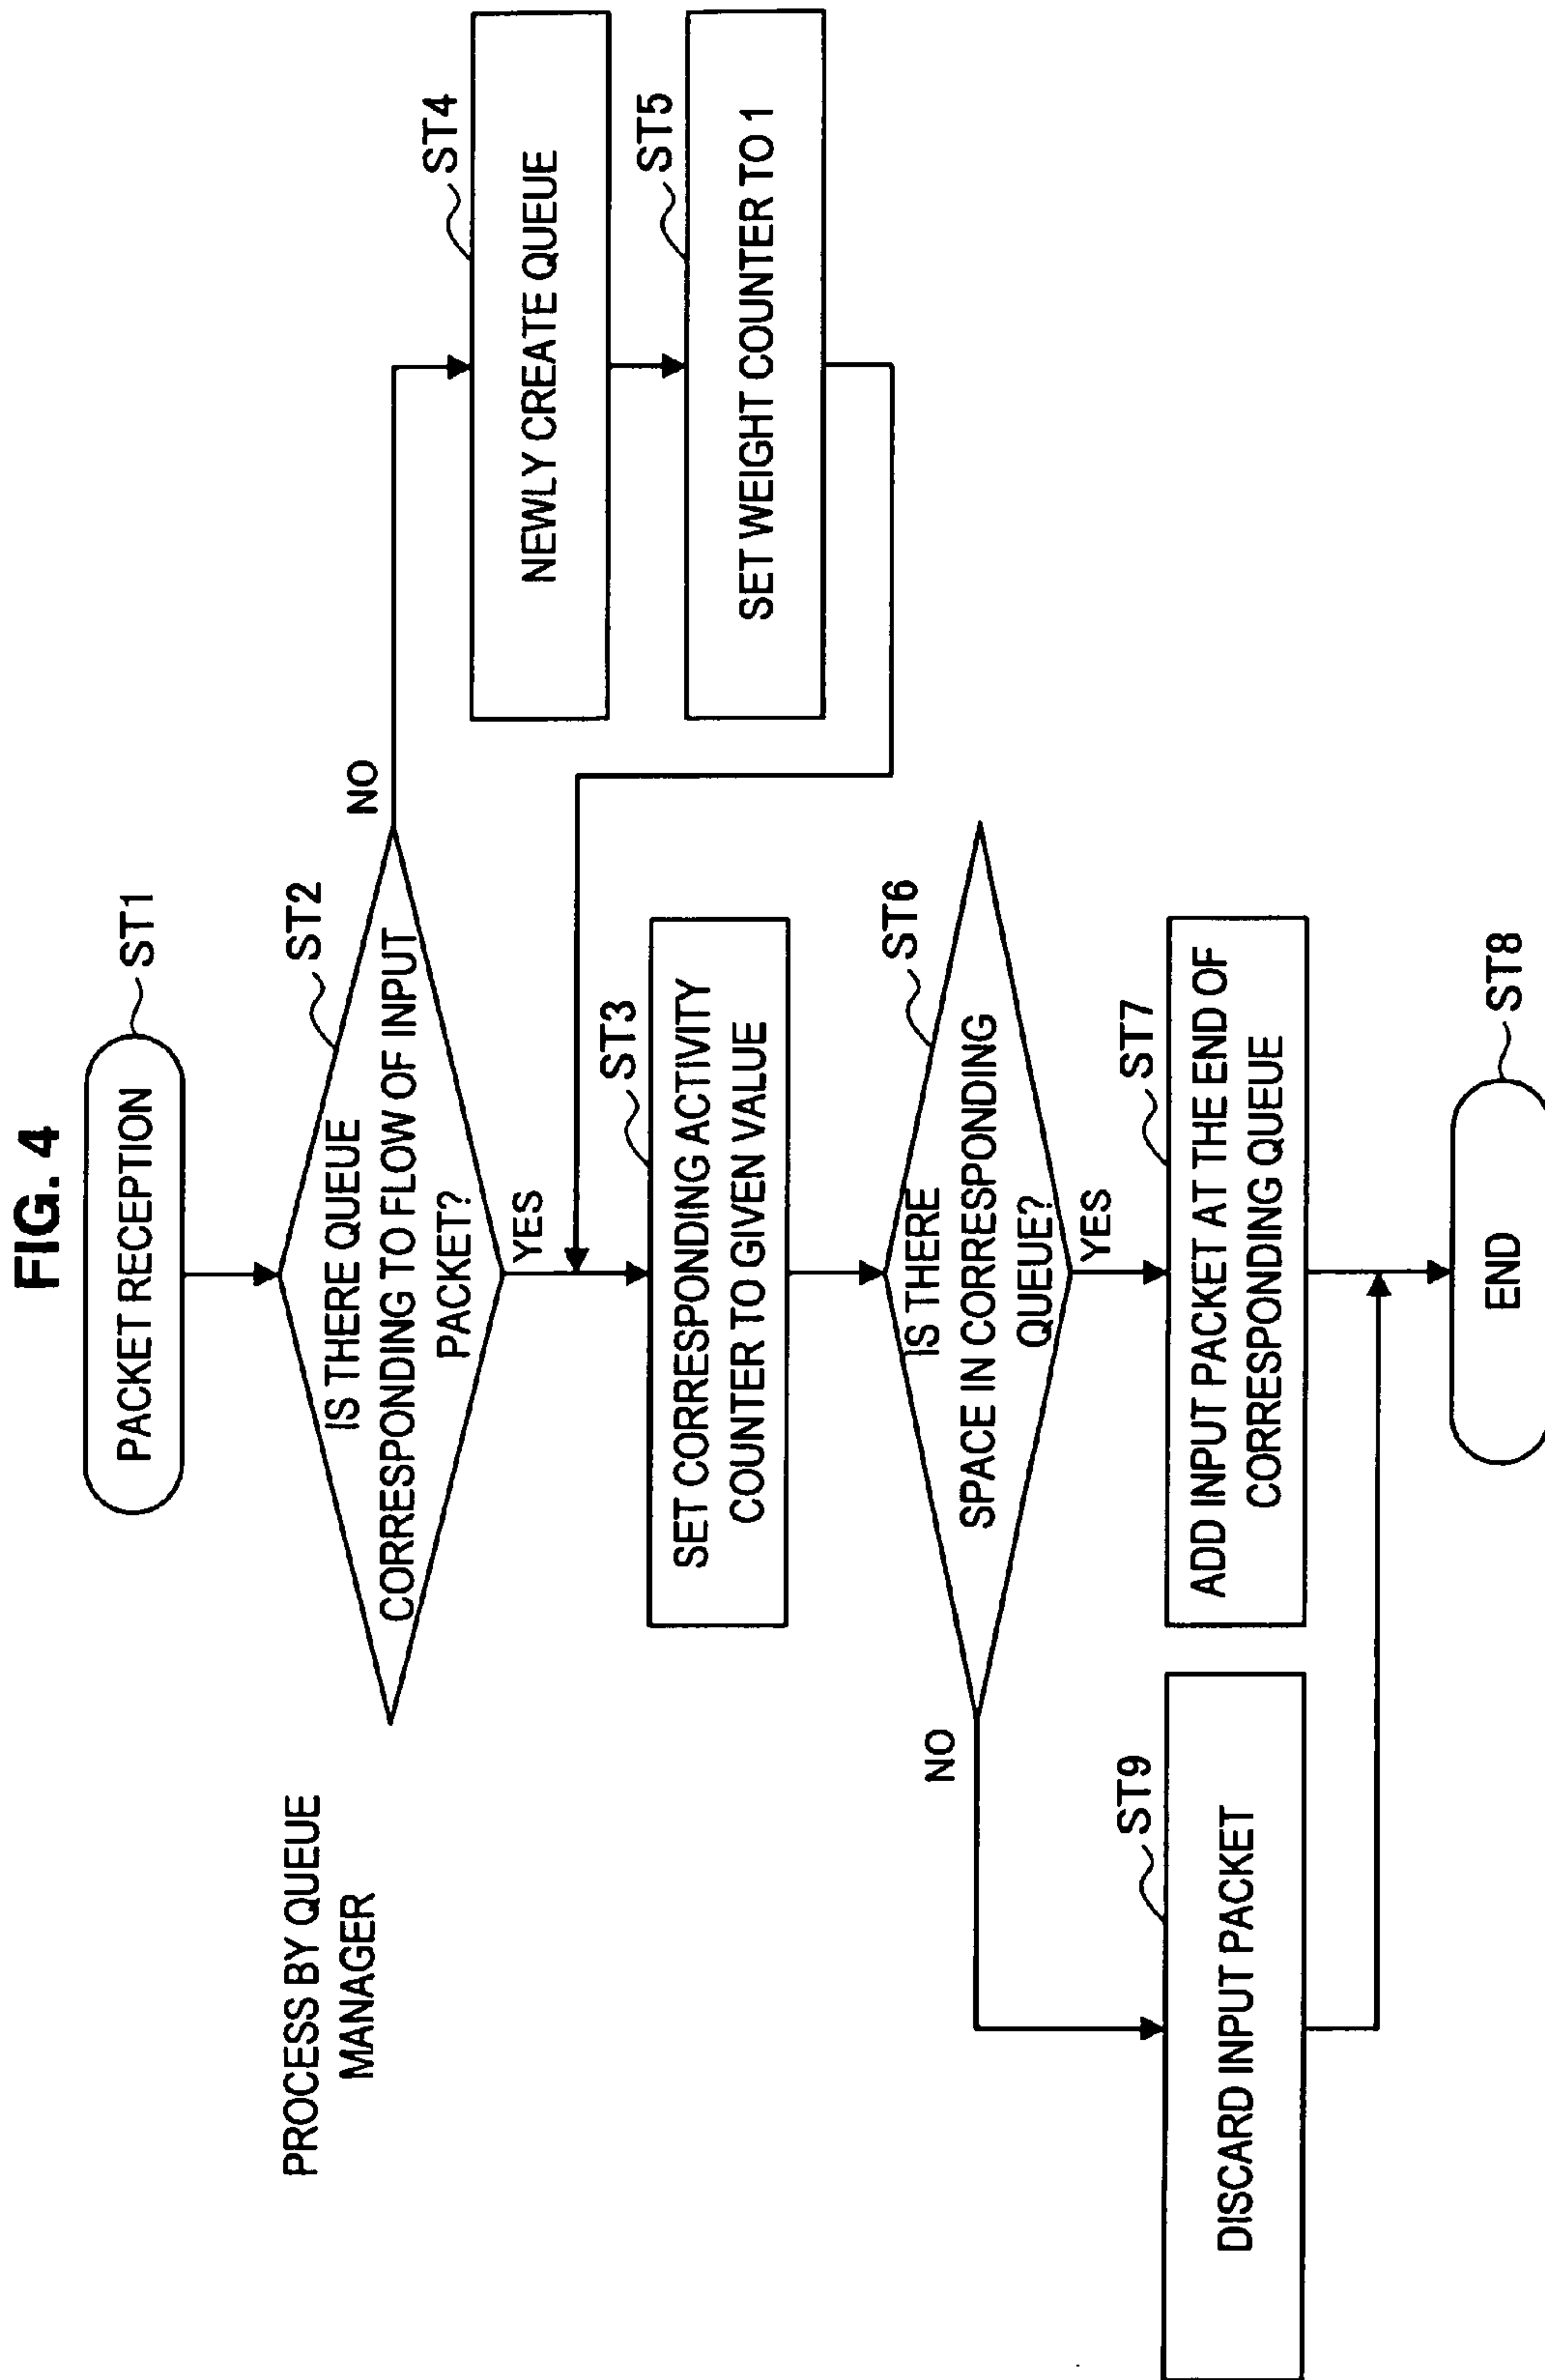 FIG. 4
PROCESS BY QUEUE
MANAGER
PACKET RECEPTION
ST1
IS THERE QUEUE
CORRESPONDING TO FLOW OF INPUT
PACKET?
ST2
NO
YES
NEWLY CREATE QUEUE
ST4
SET WEIGHT COUNTER TO 1
ST5
SET CORRESPONDING ACTIVITY
COUNTER TO GIVEN VALUE
ST3
IS THERE
SPACE IN CORRESPONDING
QUEUE?
ST6
NO
YES
DISCARD INPUT PACKET
ST9
ADD INPUT PACKET AT THE END OF
CORRESPONDING QUEUE
ST7
END
ST8